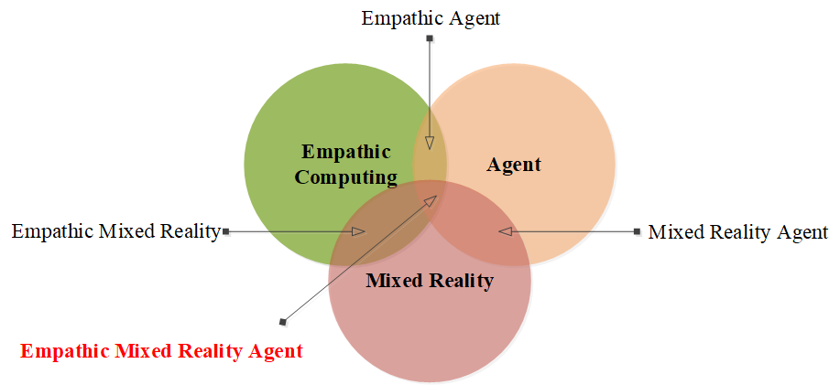 Empathic Agent
Empathic
Computing
Agent
Empathic Mixed Reality
Mixed Reality Agent
Mixed Reality
Empathic Mixed Reality Agent